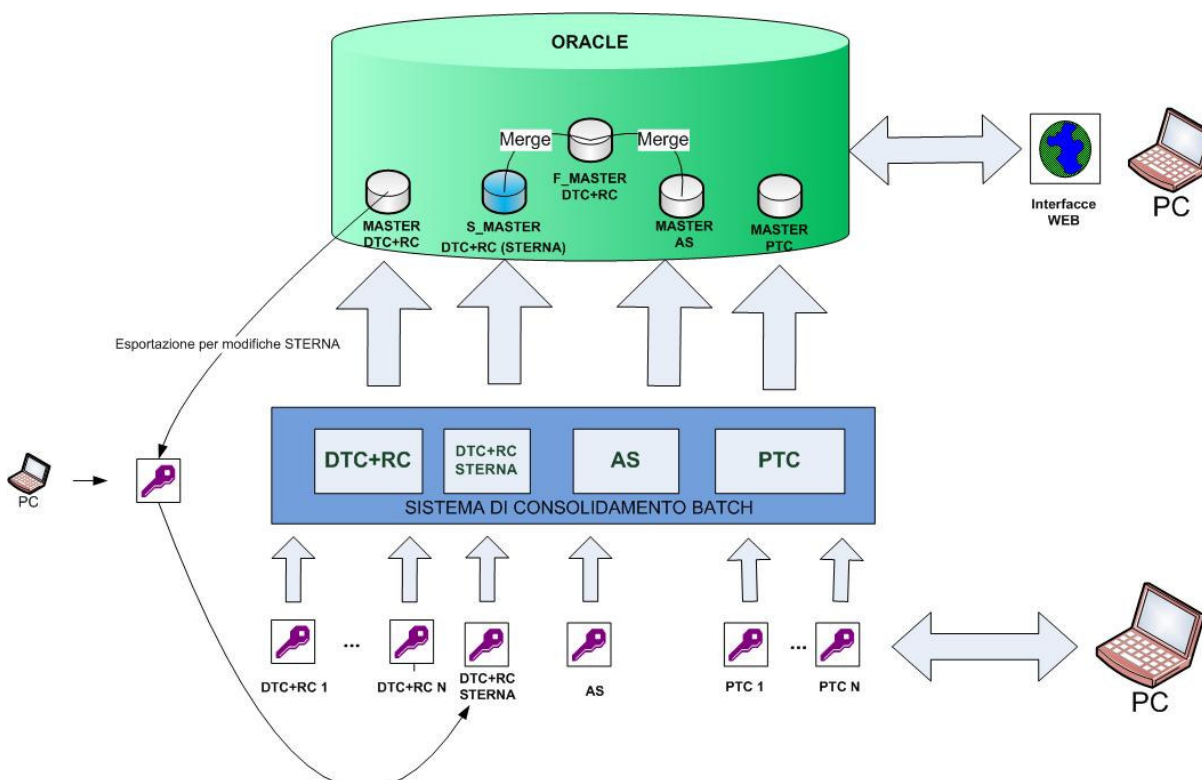 ORACLE
Merge
Merge
F_MASTER
DTC+RC
MASTER
DTC+RC
S_MASTER
DTC+RC (STERNA)
MASTER
AS
MASTER
PTC
Interfacce
WEB
PC
Esportazione per modifiche STERNA
PC
DTC+RC
DTC+RC
STERNA
AS
PTC
SISTEMA DI CONSOLIDAMENTO BATCH
DTC+RC 1
...
DTC+RC N
DTC+RC
STERNA
AS
PTC 1
...
PTC N
PC